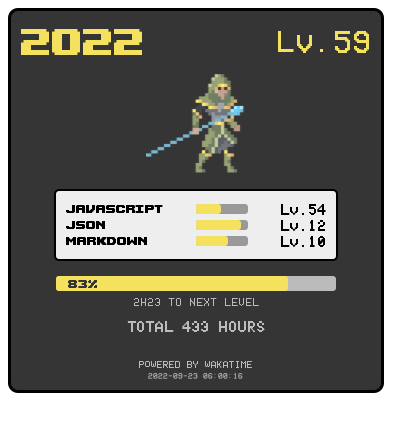 2022
Lv.59
JAVASCRIPT Lv.54
JSON Lv.12
MARKDOWN Lv.10
83%
2H23 TO NEXT LEVEL
TOTAL 433 HOURS
POWERED BY WAKATIME
2022-09-23 06:00:16